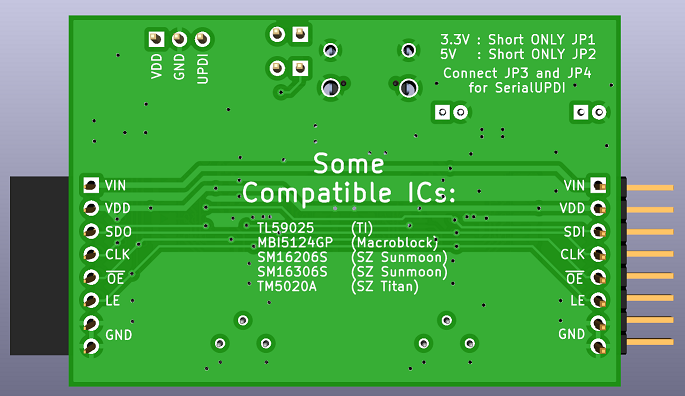 VDD GND UPDI
3.3V : Short ONLY JP1
5V : Short ONLY JP2
Connect JP3 and JP4
for SerialUPDI
Some
Compatible ICs:
TL59025 (TI)
MBI5124GP (Macroblock)
SM16206S (SZ Sunmoon)
SM16306S (SZ Sunmoon)
TM5020A (SZ Titan)
VIN
VDD
SDO
CLK
OE
LE
GND
VIN
VDD
SDI
CLK
OE
LE
GND